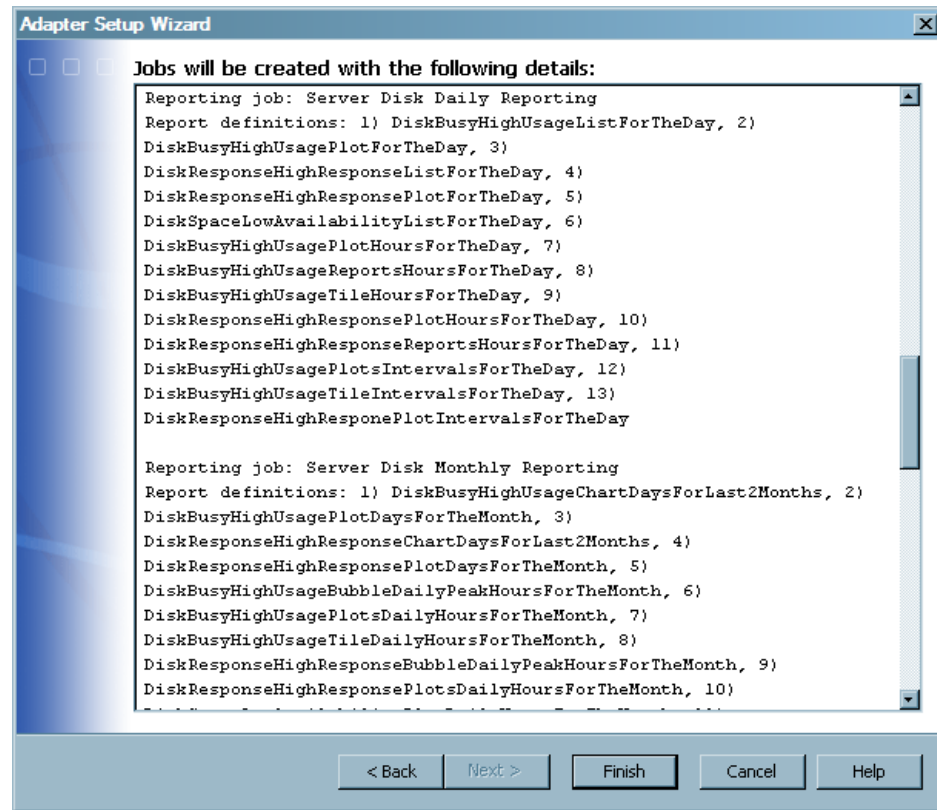 Adapter Setup Wizard
Jobs will be created with the following details:
Reporting job: Server Disk Daily Reporting
Report definitions: 1) DiskBusyHighUsageListForTheDay, 2)
DiskBusyHighUsagePlotForTheDay, 3)
DiskResponseHighResponseListForTheDay, 4)
DiskResponseHighResponsePlotForTheDay, 5)
DiskSpaceLowAvailabilityListForTheDay, 6)
DiskBusyHighUsagePlotHoursForTheDay, 7)
DiskBusyHighUsageReportsHoursForTheDay, 8)
DiskBusyHighUsageTileHoursForTheDay, 9)
DiskResponseHighResponsePlotHoursForTheDay, 10)
DiskResponseHighResponseReportsHoursForTheDay, 11)
DiskBusyHighUsagePlotsIntervalsForTheDay, 12)
DiskBusyHighUsageTileIntervalsForTheDay, 13)
DiskResponseHighResponePlotIntervalsForTheDay
Reporting job: Server Disk Monthly Reporting
Report definitions: 1) DiskBusyHighUsageChartDaysForLast2Months, 2)
DiskBusyHighUsagePlotDaysForTheMonth, 3)
DiskResponseHighResponseChartDaysForLast2Months, 4)
DiskResponseHighResponsePlotDaysForTheMonth, 5)
DiskBusyHighUsageBubbleDailyPeakHoursForTheMonth, 6)
DiskBusyHighUsagePlotsDailyHoursForTheMonth, 7)
DiskBusyHighUsageTileDailyHoursForTheMonth, 8)
DiskResponseHighResponseBubbleDailyPeakHoursForTheMonth, 9)
DiskResponseHighResponsePlotsDailyHoursForTheMonth, 10)
< Back Next > Finish Cancel Help